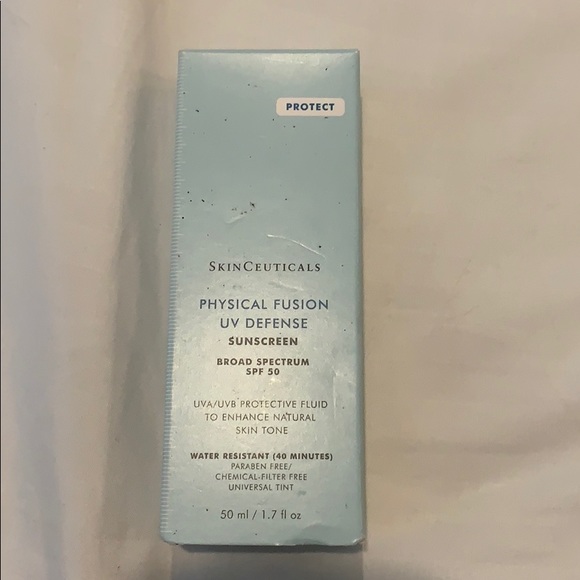 PROTECT
SKINCEUTICALS
PHYSICAL FUSION
UV DEFENSE
SUNSCREEN
BROAD SPECTRUM
SPF 50
UVA/UVB PROTECTIVE FLUID
TO ENHANCE NATURAL
SKIN TONE
WATER RESISTANT (40 MINUTES)
PARABEN FREE/
CHEMICAL-FILTER FREE
UNIVERSAL TINT
50 ml / 1.7 fl oz